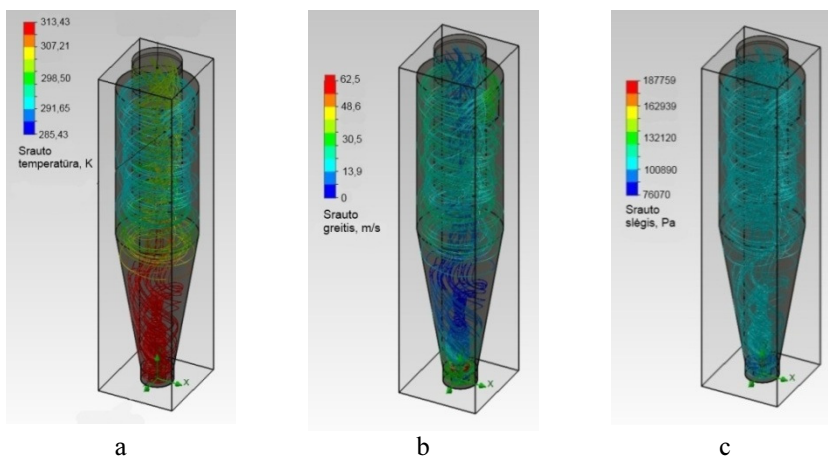 313,43
307,21
298,50
291,65
285,43
Srauto
temperatūra, K
X
a
62,5
48,6
30,5
13,9
0
Srauto
greitis, m/s
X
b
187759
162939
132120
100890
76070
Srauto
slėgis, Pa
X
c